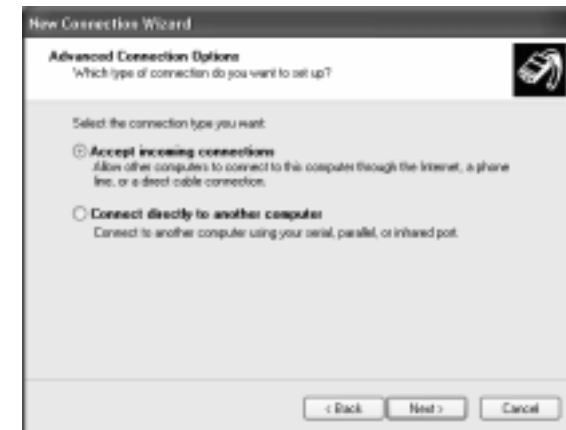 New Connection Wizard
Advanced Connection Options
Which type of connection do you want to set up?
Select the connection type you want:
Accept incoming connections
Allow other computers to connect to this computer through the Internet, a phone
line, or a direct cable connection.
Connect directly to another computer
Connect to another computer using your serial, parallel, or infrared port.
< Back
Next >
Cancel